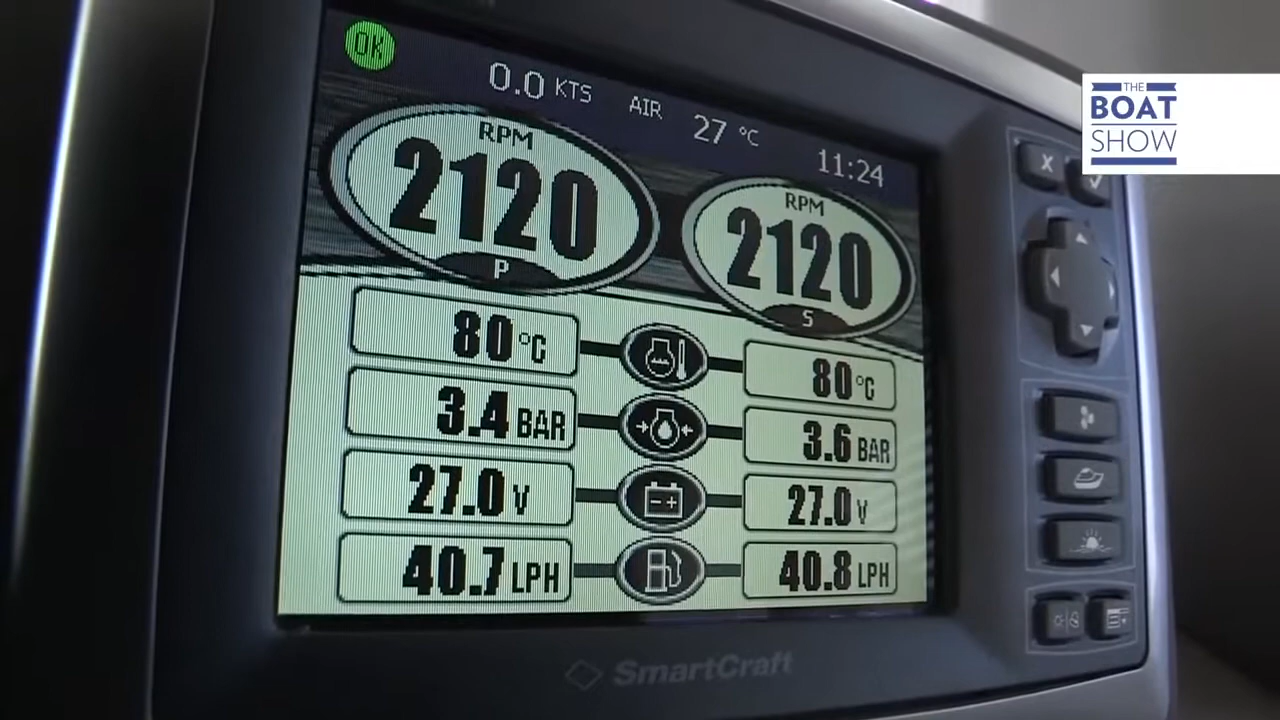 OK
0.0 KTS AIR 27 °C 11:24
RPM
2120
P
RPM
2120
S
80 °C
80 °C
3.4 BAR
3.6 BAR
27.0 V
27.0 V
40.7 LPH
40.8 LPH
SmartCraft
X
THE
BOAT
SHOW